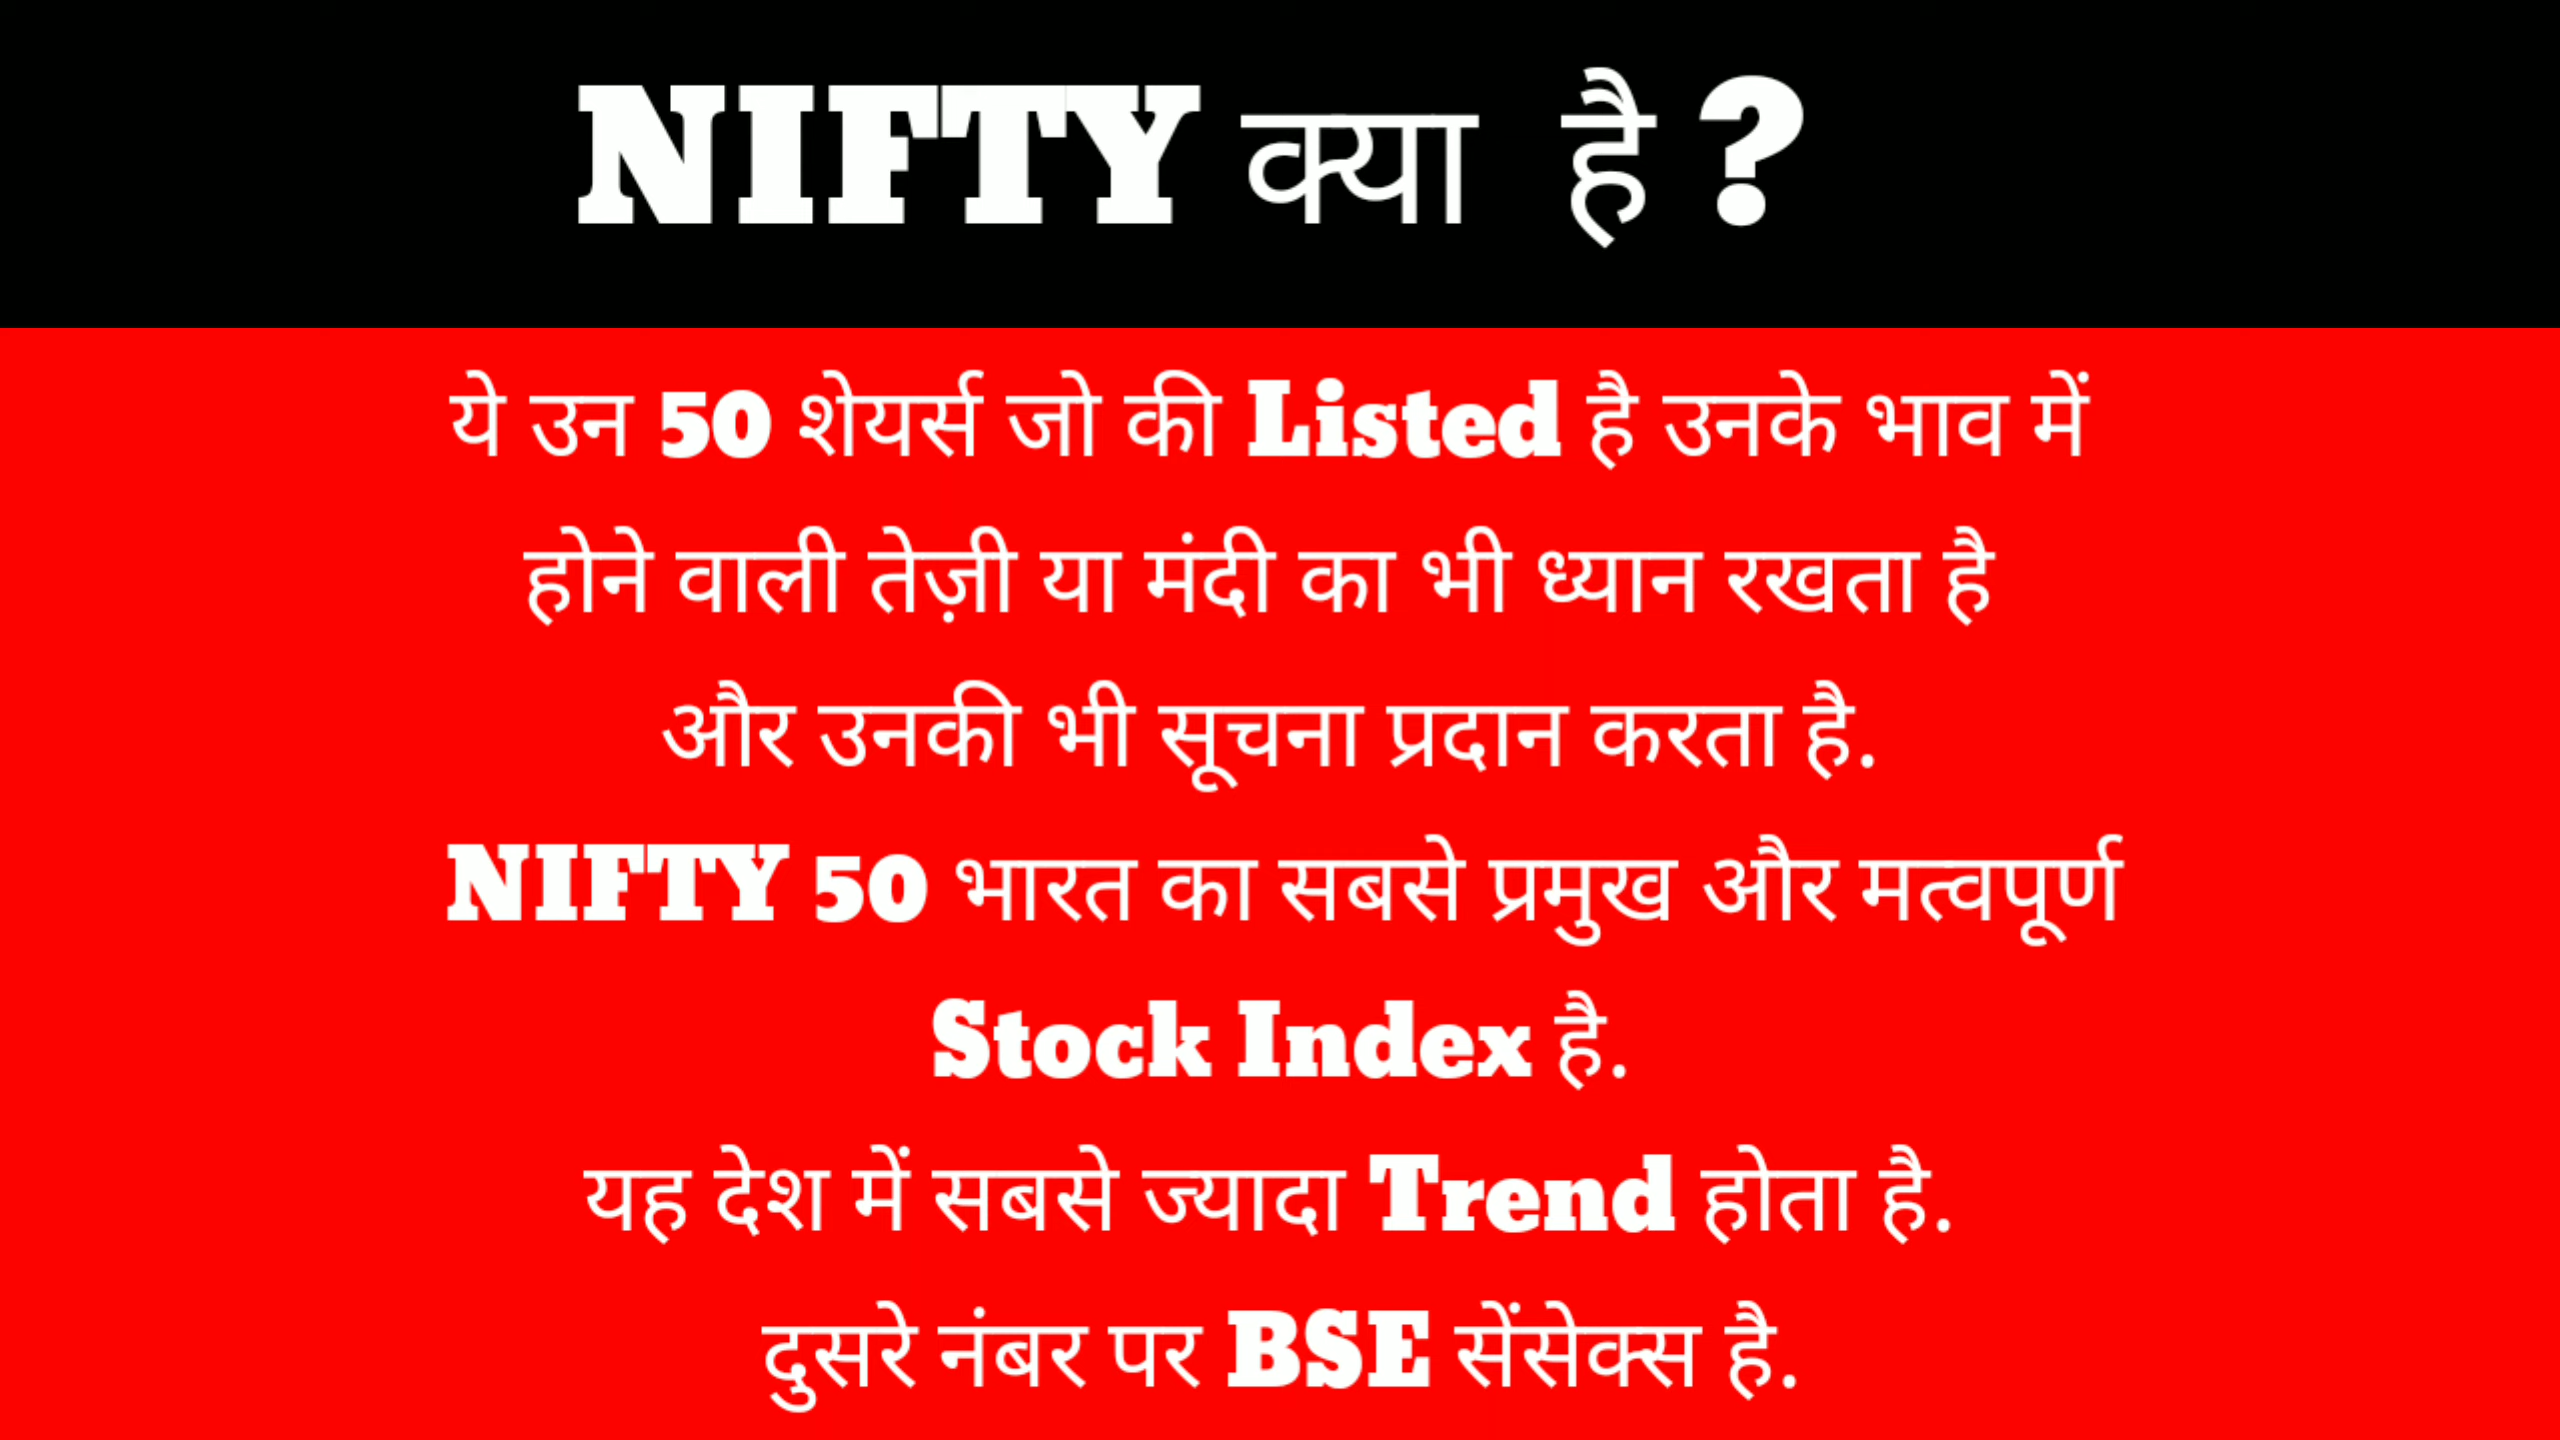 NIFTY क्या है ?
ये उन 50 शेयर्स जो की Listed है उनके भाव में
होने वाली तेज़ी या मंदी का भी ध्यान रखता है
और उनकी भी सूचना प्रदान करता है.
NIFTY 50 भारत का सबसे प्रमुख और मत्वपूर्ण
Stock Index है.
यह देश में सबसे ज्यादा Trend होता है.
दुसरे नंबर पर BSE सेंसेक्स है.